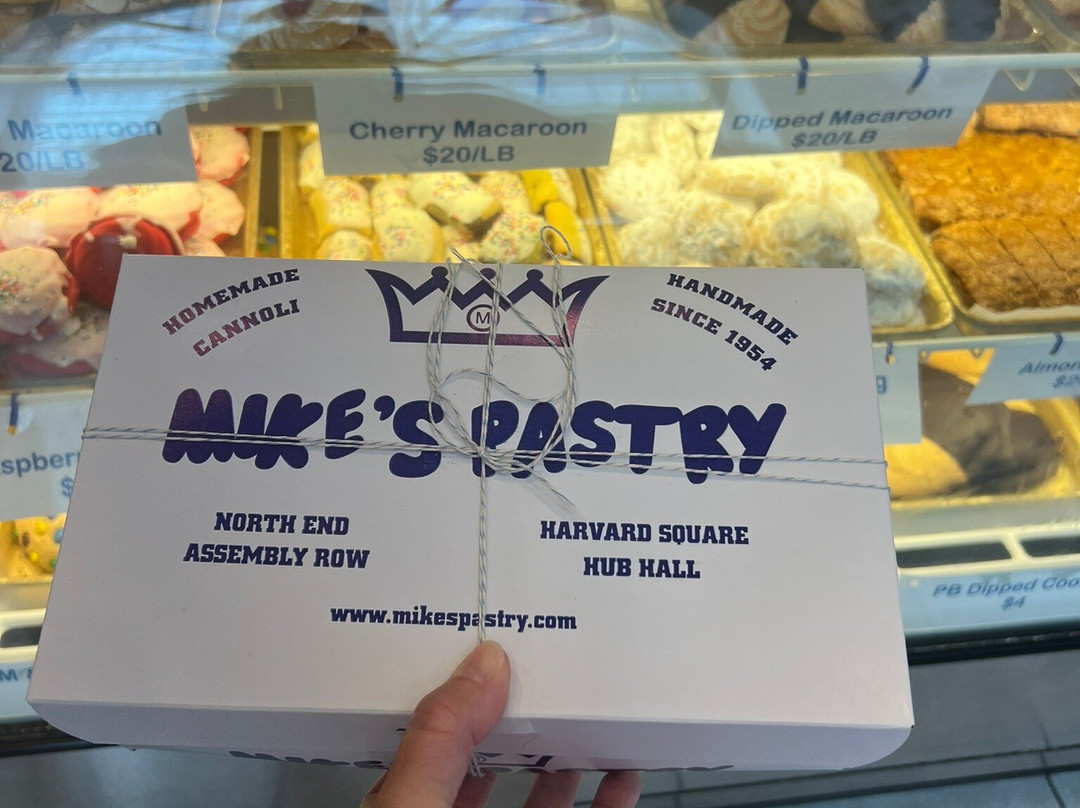 Macaroon
20/LB
Cherry Macaroon
$20/LB
Dipped Macaroon
$20/LB
HOMEMADE
CANNOLI
M
HANDMADE
SINCE 1954
MIKE'S PASTRY
NORTH END
ASSEMBLY ROW
HARVARD SQUARE
HUB HALL
www.mikespastry.com
PB Dipped
$4